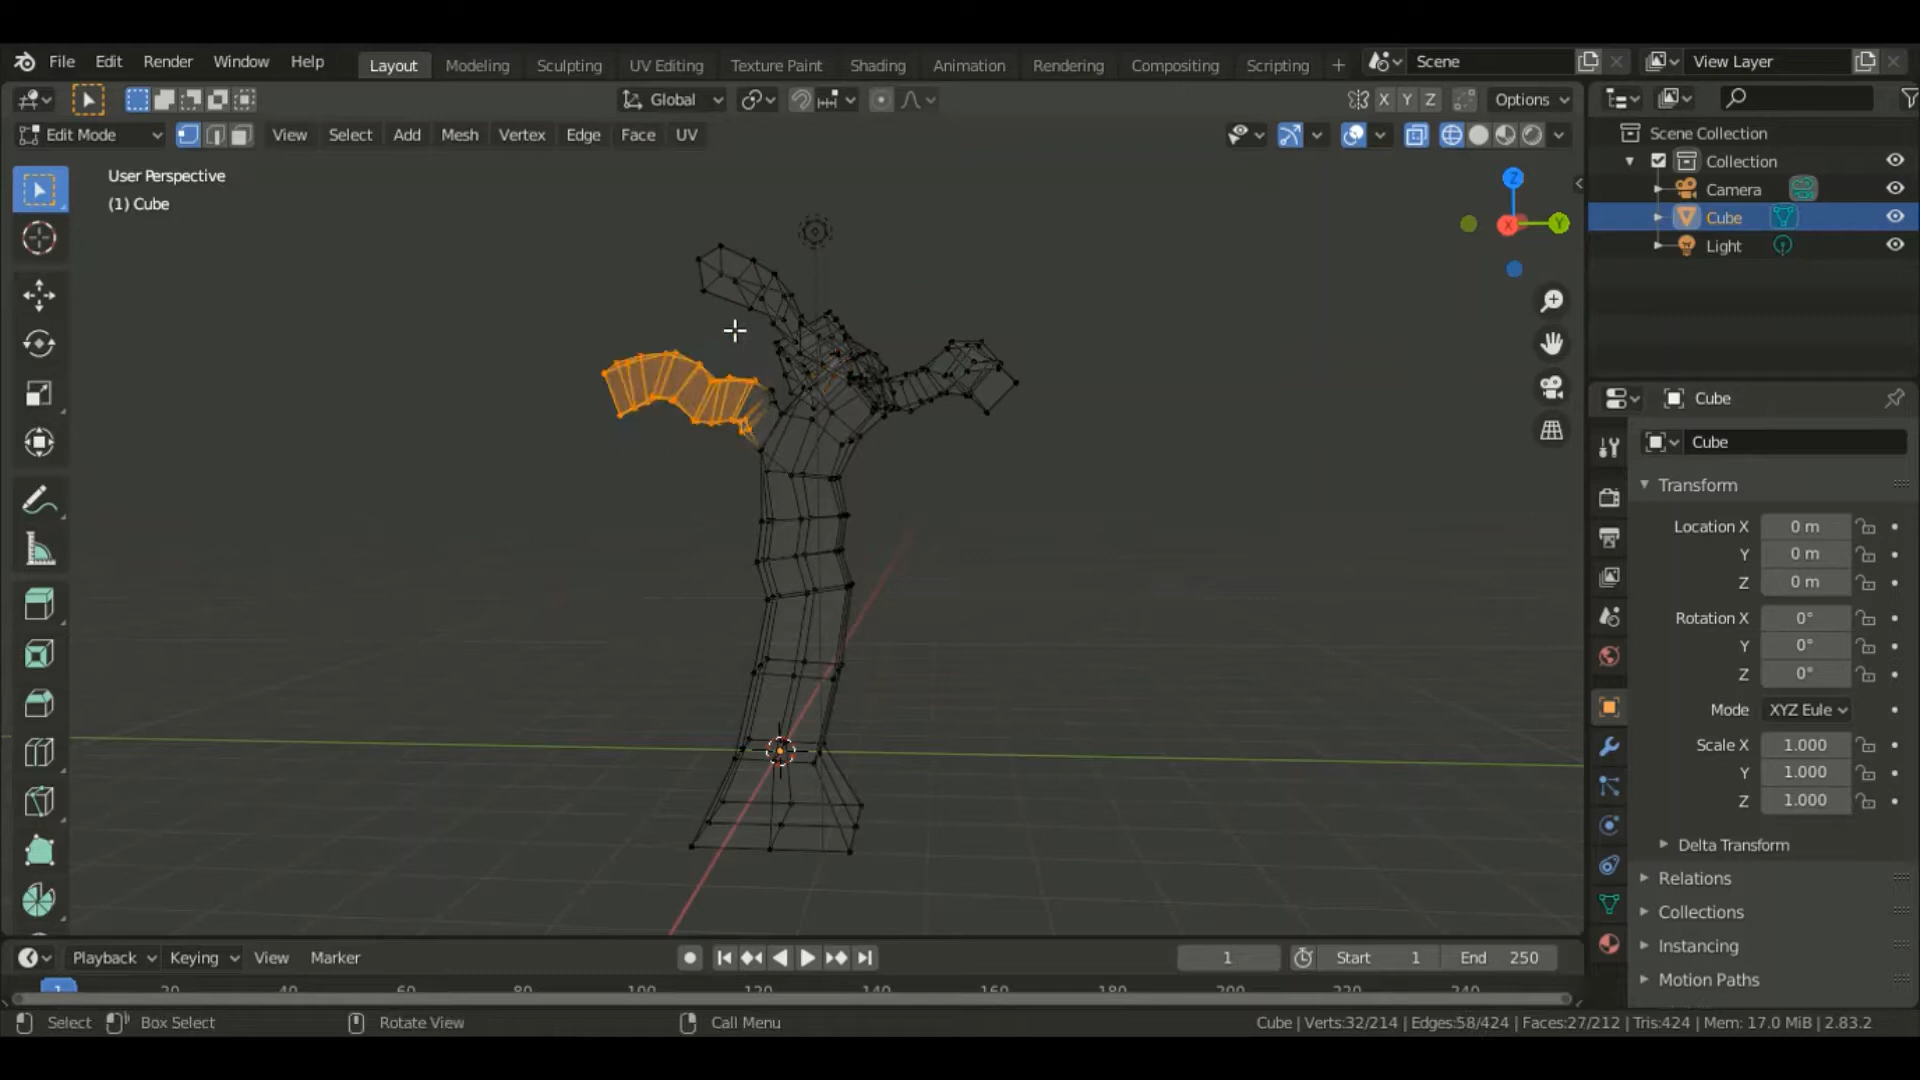 File Edit Render Window Help Layout Modeling Sculpting UV Editing Texture Paint Shading Animation Rendering Compositing Scripting + Scene View Layer
Global X Y Z Options
Edit Mode View Select Add Mesh Vertex Edge Face UV
User Perspective
(1) Cube
Z
X
Y
Scene Collection
Collection
Camera
Cube
Light
Cube
Cube
Transform
Location X 0 m
Y 0 m
Z 0 m
Rotation X 0°
Y 0°
Z 0°
Mode XYZ Eule
Scale X 1.000
Y 1.000
Z 1.000
Delta Transform
Relations
Collections
Instancing
Motion Paths
Playback Keying View Marker 1 Start 1 End 250
1 20 40 60 80 100 120 140 160 180 200 220 240
Select Box Select Rotate View Call Menu Cube | Verts:32/214 | Edges:58/424 | Faces:27/212 | Tris:424 | Mem: 17.0 MiB | 2.83.2